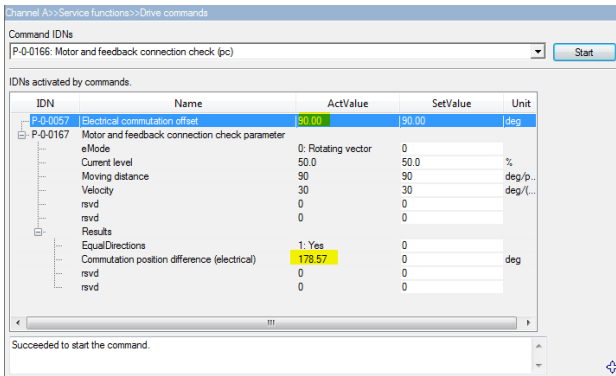 Channel A>>Service functions>>Drive commands
Command IDNs
P-0-0166: Motor and feedback connection check (pc) Start
IDNs activated by commands.
IDN Name ActValue SetValue Unit
P-0-0057 Electrical commutation offset 90.00 90.00 deg
P-0-0167 Motor and feedback connection check parameter
eMode 0: Rotating vector 0
Current level 50.0 50.0 %
Moving distance 90 90 deg/p...
Velocity 30 30 deg/(...
rsvd 0 0
rsvd 0 0
Results
EqualDirections 1: Yes 0
Commutation position difference (electrical) 178.57 0 deg
rsvd 0 0
rsvd 0 0
Succeeded to start the command.